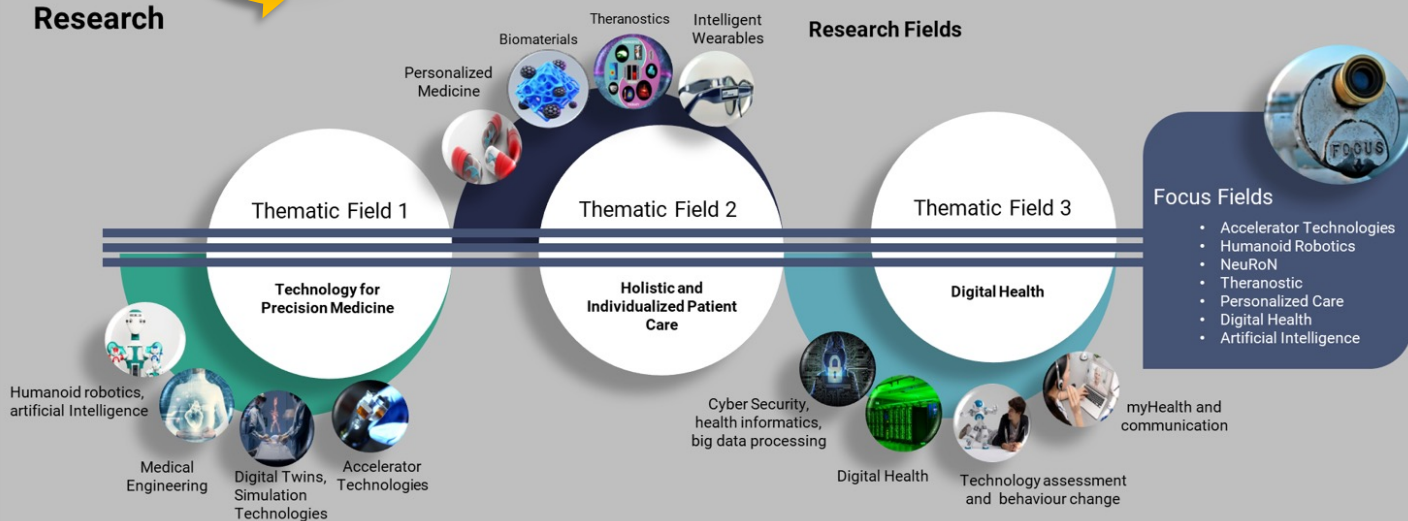 Research
Theranostics
Intelligent
Wearables
Research Fields
Biomaterials
Personalized
Medicine
FOCUS
Thematic Field 1
Technology for
Precision Medicine
Thematic Field 2
Holistic and
Individualized Patient
Care
Thematic Field 3
Digital Health
Focus Fields
• Accelerator Technologies
• Humanoid Robotics
• NeuRoN
• Theranostic
• Personalized Care
• Digital Health
• Artificial Intelligence
Humanoid robotics,
artificial Intelligence
Medical
Engineering
Digital Twins,
Simulation
Technologies
Accelerator
Technologies
Cyber Security,
health informatics,
big data processing
Digital Health
Technology assessment
and behaviour change
myHealth and
communication